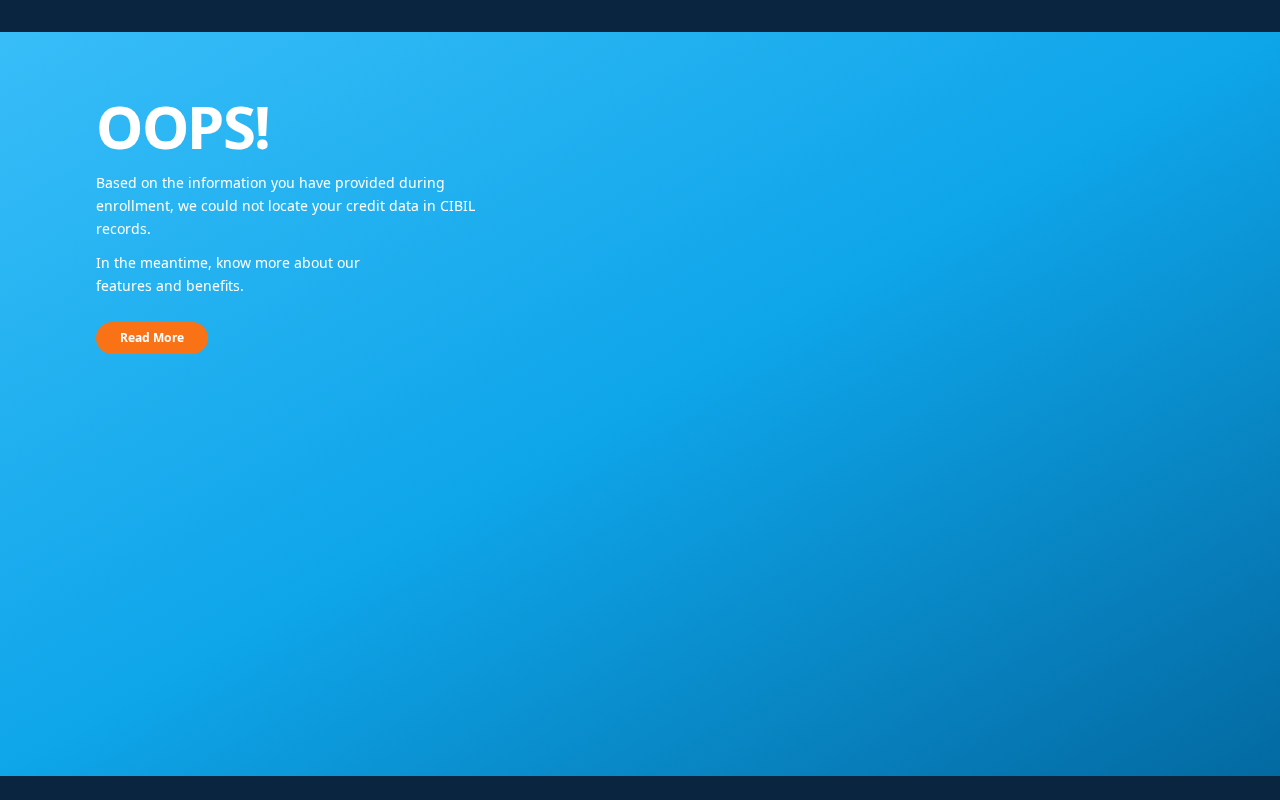 OOPS!
Based on the information you have provided during
enrollment, we could not locate your credit data in CIBIL
records.
In the meantime, know more about our
features and benefits.
Read More